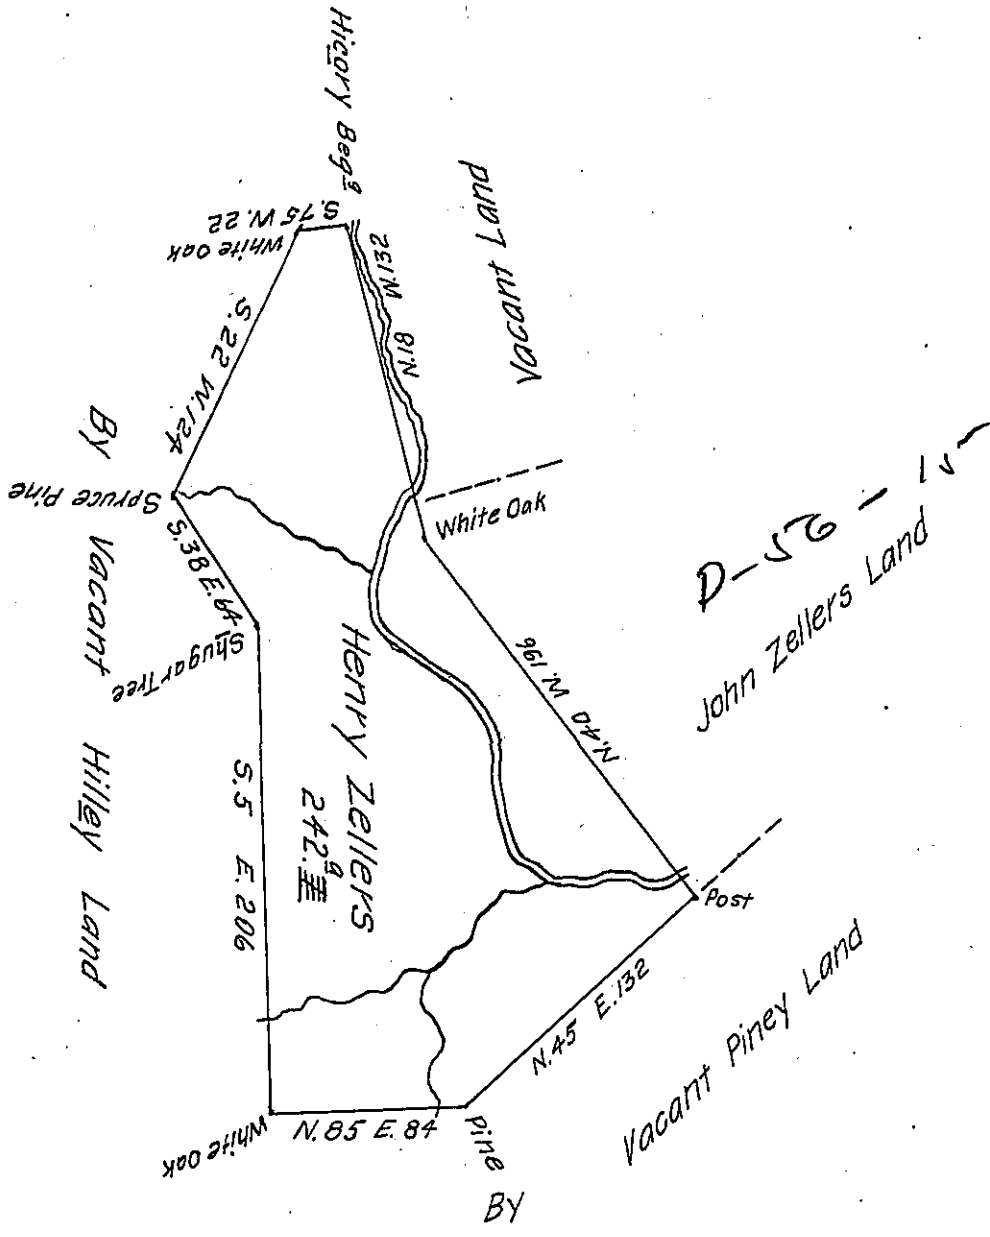 Hicory Begg
S.75 W.22
White Oak
N.18 W.132
Vacant Land
S.22 W.124
By Vacant Hilley Land
Spruce Pine
White Oak
S.38 E.64
D-56-15
John Zellers Land
Shugar Tree
N.40 W.196
Henry Zellers
242.a
S.5 E.206
Post
N.45 E.132
Vacant Piney Land
White Oak
N.85 E.84
Pine
By